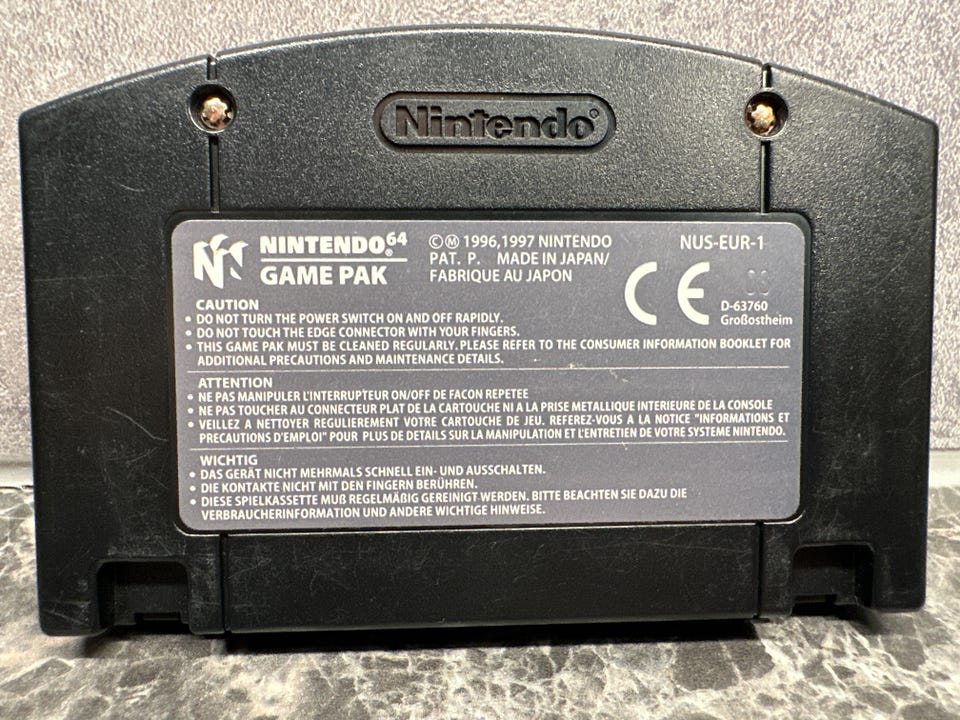 Nintendo®
NINTENDO64®
GAME PAK
©Ⓜ 1996,1997 NINTENDO
PAT. P. MADE IN JAPAN/
FABRIQUE AU JAPON
NUS-EUR-1
CE
D-63760
Großostheim
CAUTION
• DO NOT TURN THE POWER SWITCH ON AND OFF RAPIDLY.
• DO NOT TOUCH THE EDGE CONNECTOR WITH YOUR FINGERS.
• THIS GAME PAK MUST BE CLEANED REGULARLY. PLEASE REFER TO THE CONSUMER INFORMATION BOOKLET FOR
ADDITIONAL PRECAUTIONS AND MAINTENANCE DETAILS.
ATTENTION
• NE PAS MANIPULER L'INTERRUPTEUR ON/OFF DE FACON REPETEE
• NE PAS TOUCHER AU CONNECTEUR PLAT DE LA CARTOUCHE NI A LA PRISE METALLIQUE INTERIEURE DE LA CONSOLE
• VEILLEZ A NETTOYER REGULIEREMENT VOTRE CARTOUCHE DE JEU. REFEREZ-VOUS A LA NOTICE "INFORMATIONS ET
PRECAUTIONS D'EMPLOI" POUR PLUS DE DETAILS SUR LA MANIPULATION ET L'ENTRETIEN DE VOTRE SYSTEME NINTENDO.
WICHTIG
• DAS GERÄT NICHT MEHRMALS SCHNELL EIN- UND AUSSCHALTEN.
• DIE KONTAKTE NICHT MIT DEN FINGERN BERÜHREN.
• DIESE SPIELKASSETTE MUß REGELMÄßIG GEREINIGT WERDEN. BITTE BEACHTEN SIE DAZU DIE
VERBRAUCHERINFORMATION UND ANDERE WICHTIGE HINWEISE.